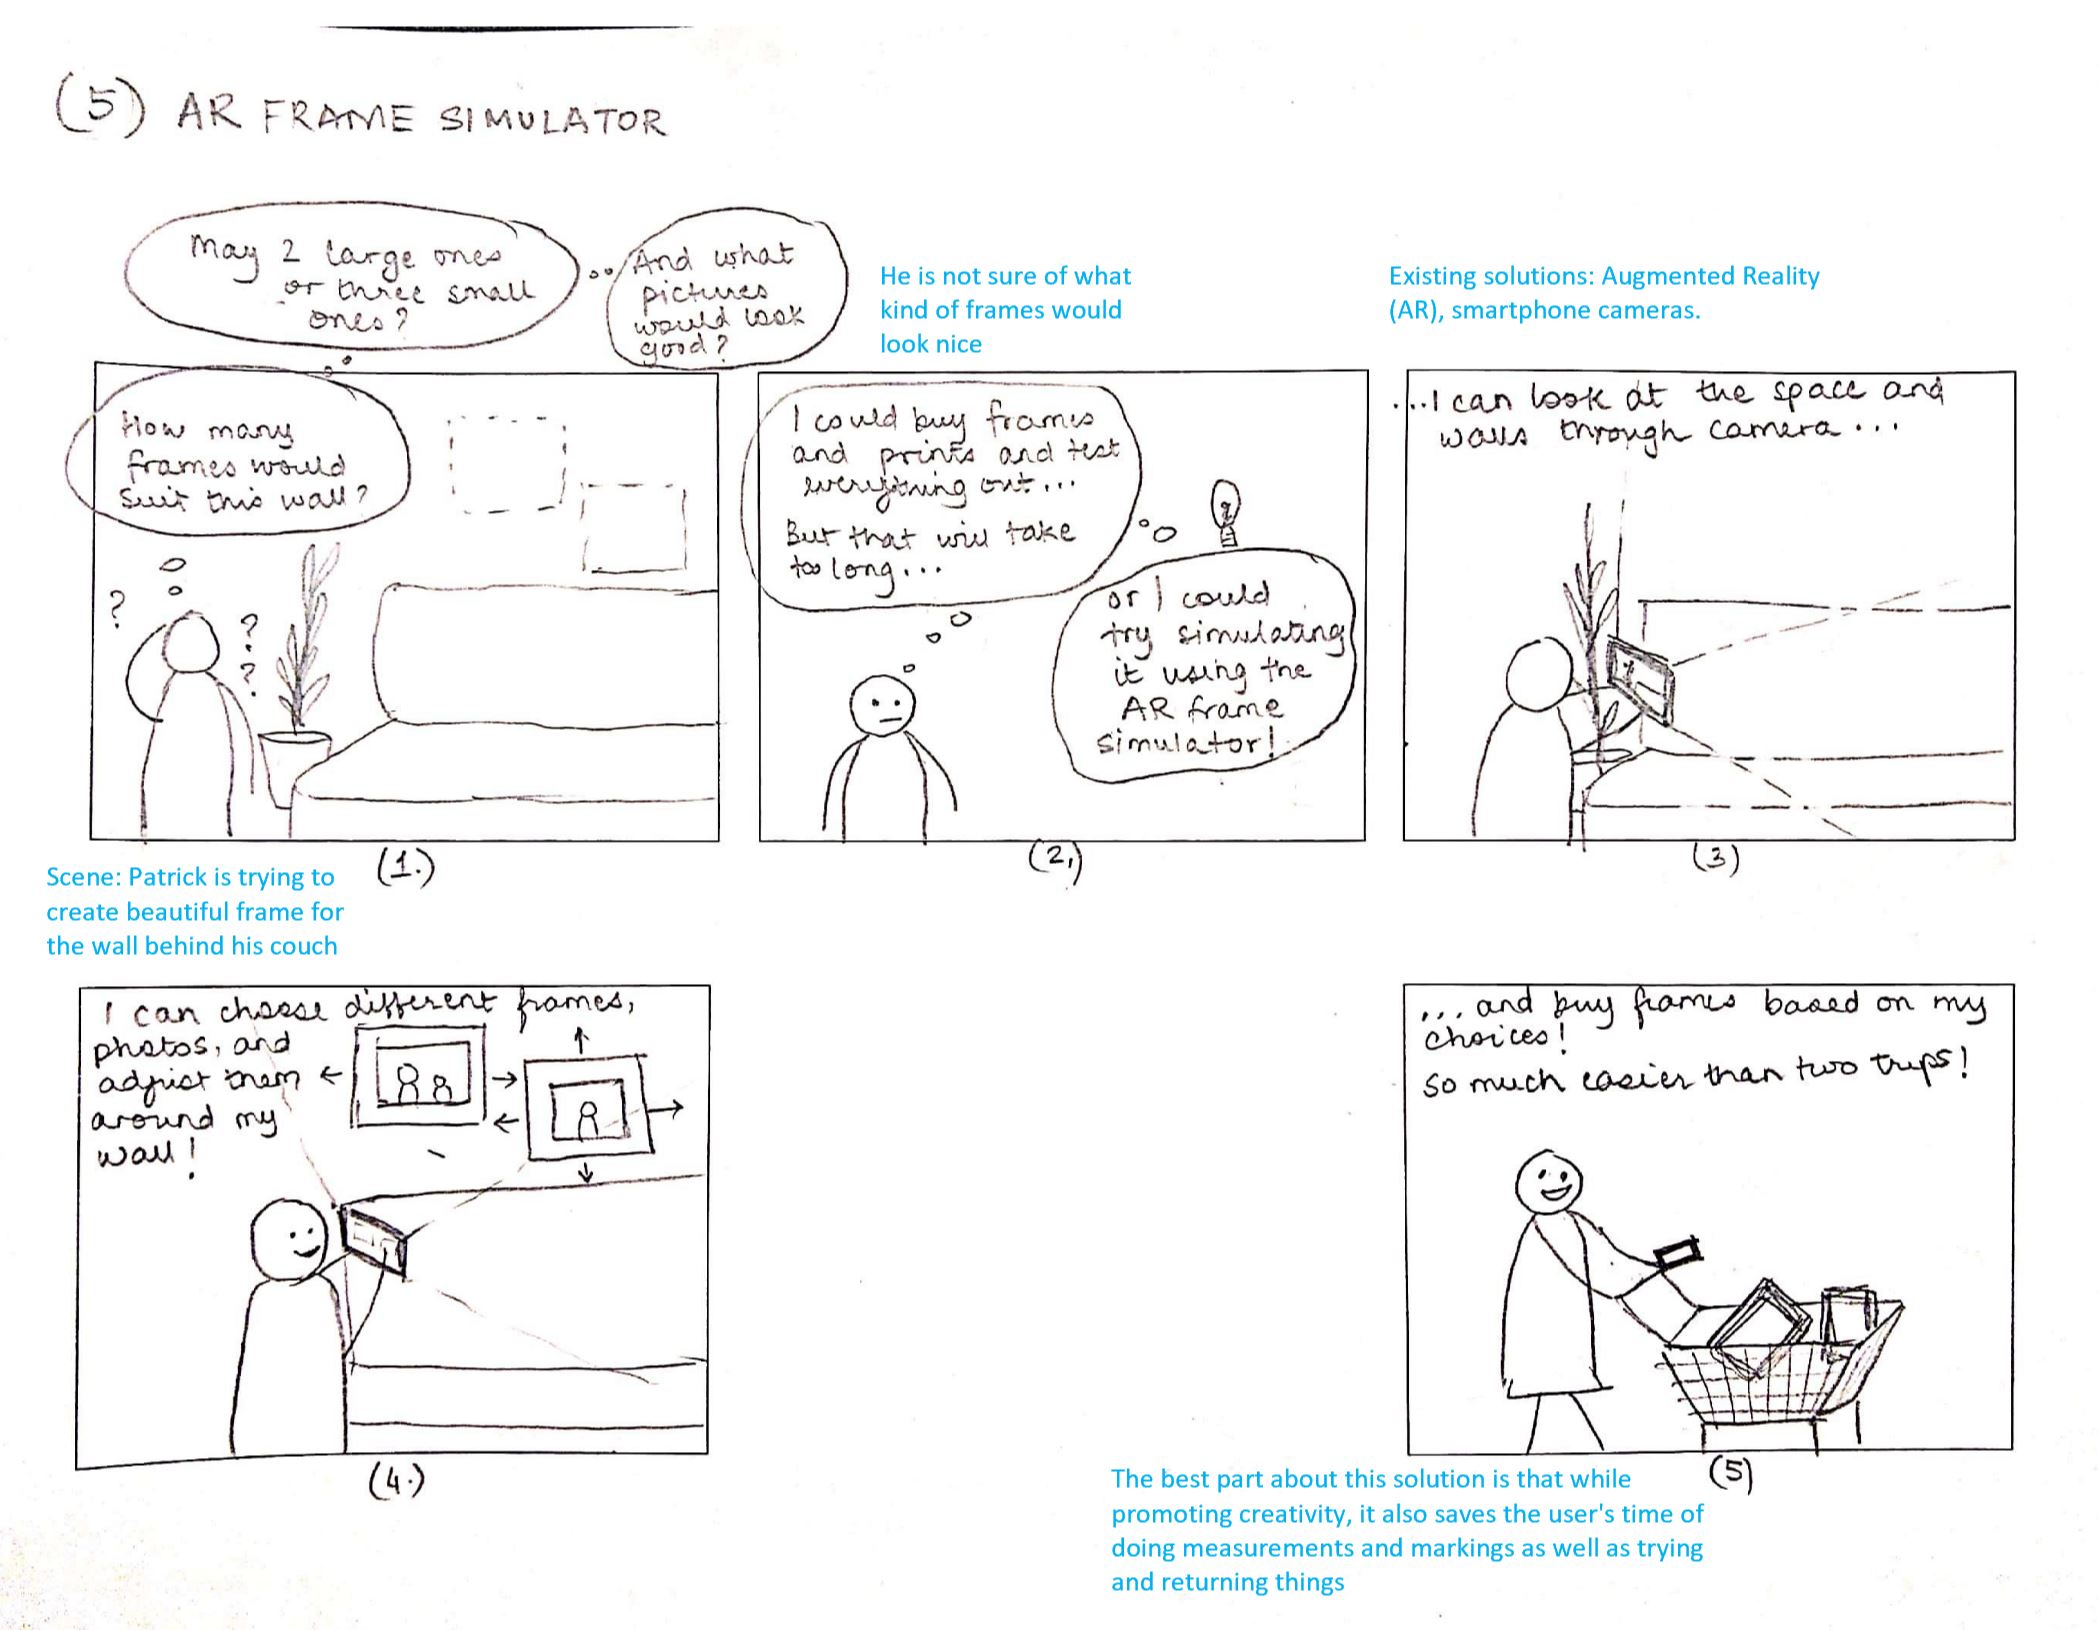 (5) AR FRAME SIMULATOR
May 2 large ones
or three small
ones?
And what
pictures
would look
good?
How many
frames would
suit this wall?
?
?
?
?
(1.)
Scene: Patrick is trying to
create beautiful frame for
the wall behind his couch
He is not sure of what
kind of frames would
look nice
I could buy frames
and prints and test
everything out...
But that will take
too long...
or I could
try simulating
it using the
AR frame
simulator!
(2,)
Existing solutions: Augmented Reality
(AR), smartphone cameras.
...I can look at the space and
walls through camera...
(3)
I can choose different frames,
photos, and
adjust them
around my
wall!
(4.)
... and buy frames based on my
choices!
so much easier than two trips!
(5)
The best part about this solution is that while
promoting creativity, it also saves the user's time of
doing measurements and markings as well as trying
and returning things